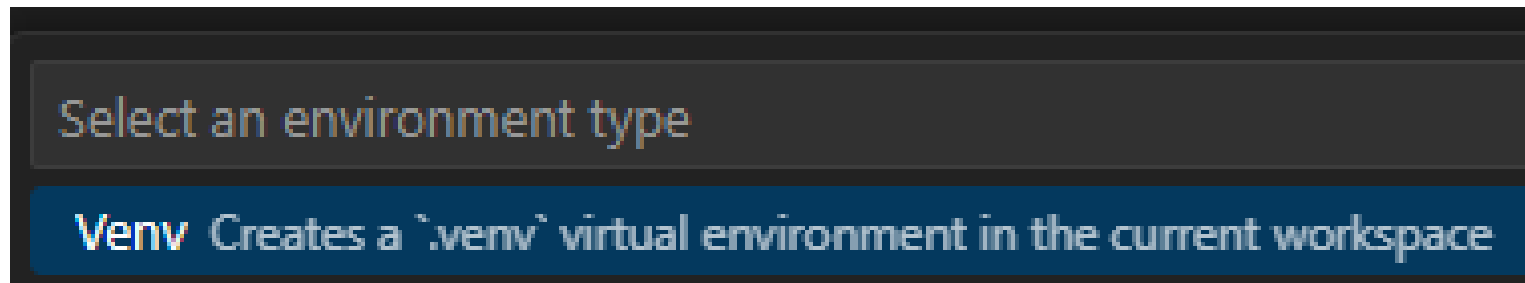 Select an environment type
Venv Creates a `.venv` virtual environment in the current workspace